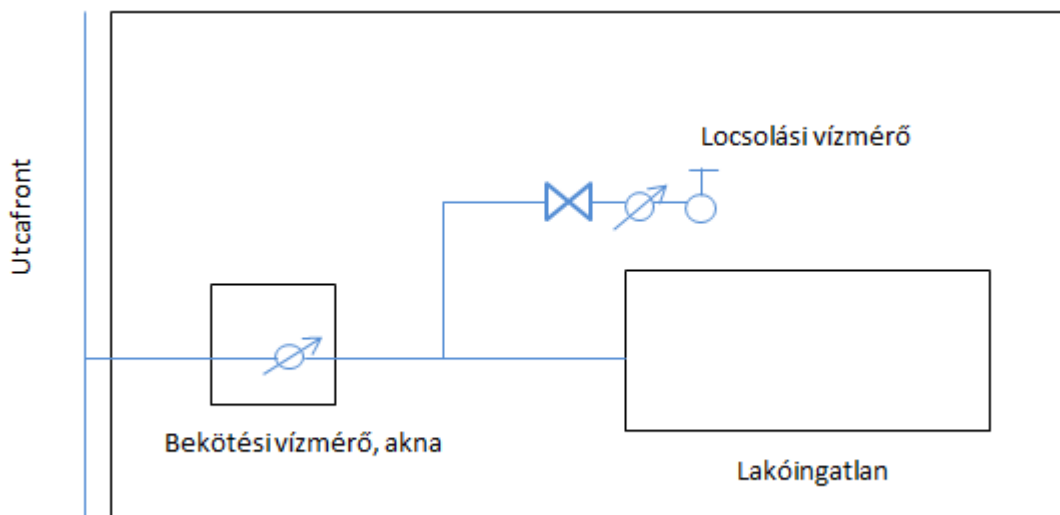 Utcafront
Locsolási vízmérő
Bekötési vízmérő, akna
Lakóingatlan